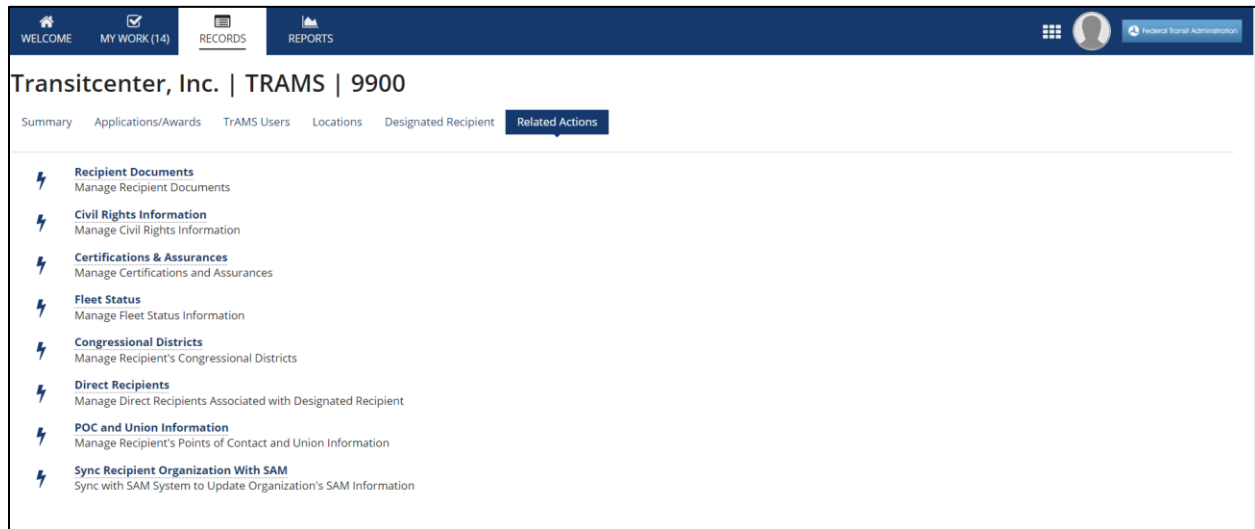 WELCOME
MY WORK (14)
RECORDS
REPORTS
Federal Transit Administration
Transitcenter, Inc. | TRAMS | 9900
Summary
Applications/Awards
TrAMS Users
Locations
Designated Recipient
Related Actions
Recipient Documents
Manage Recipient Documents
Civil Rights Information
Manage Civil Rights Information
Certifications & Assurances
Manage Certifications and Assurances
Fleet Status
Manage Fleet Status Information
Congressional Districts
Manage Recipient's Congressional Districts
Direct Recipients
Manage Direct Recipients Associated with Designated Recipient
POC and Union Information
Manage Recipient's Points of Contact and Union Information
Sync Recipient Organization With SAM
Sync with SAM System to Update Organization's SAM Information